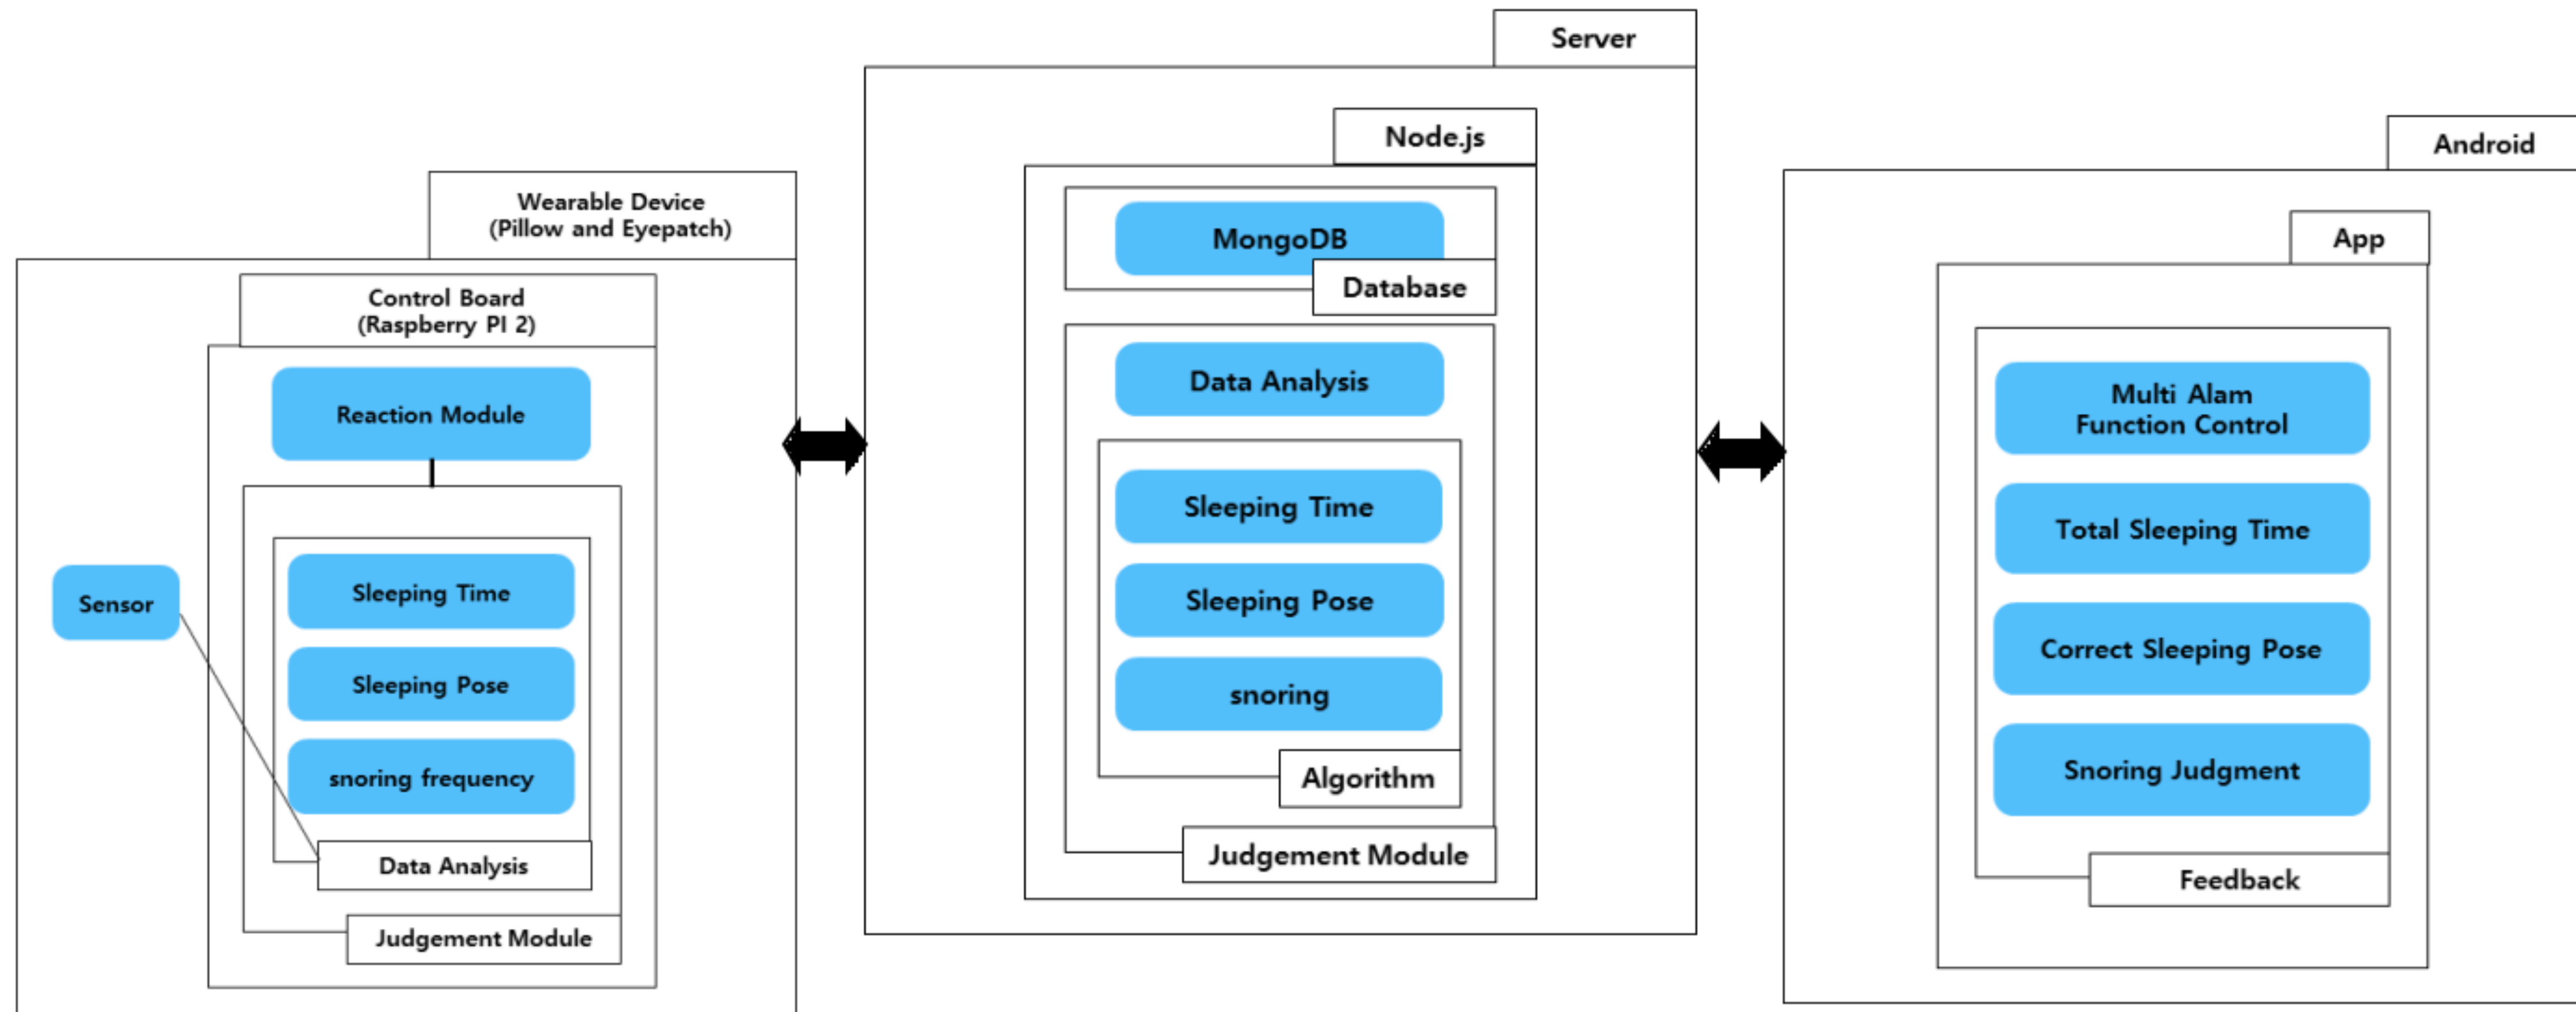 Wearable Device
(Pillow and Eyepatch)
Control Board
(Raspberry PI 2)
Reaction Module
Sensor
Sleeping Time
Sleeping Pose
snoring frequency
Data Analysis
Judgement Module
Server
Node.js
MongoDB
Database
Data Analysis
Sleeping Time
Sleeping Pose
snoring
Algorithm
Judgement Module
Android
App
Multi Alam
Function Control
Total Sleeping Time
Correct Sleeping Pose
Snoring Judgment
Feedback